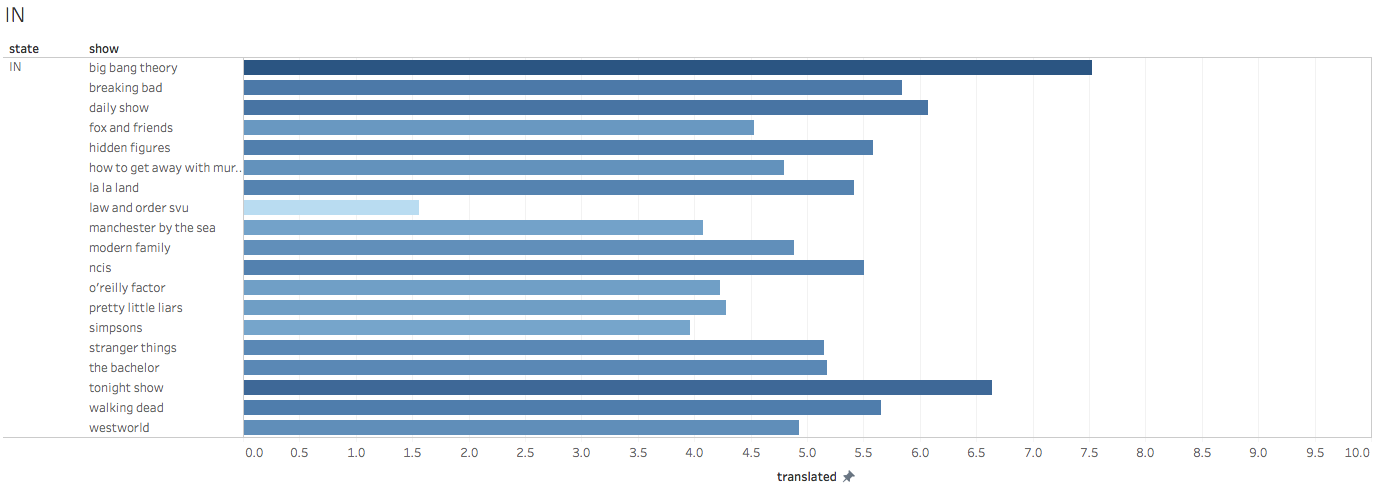 IN
state show
IN big bang theory
breaking bad
daily show
fox and friends
hidden figures
how to get away with mur..
la la land
law and order svu
manchester by the sea
modern family
ncis
o'reilly factor
pretty little liars
simpsons
stranger things
the bachelor
tonight show
walking dead
westworld
0.0 0.5 1.0 1.5 2.0 2.5 3.0 3.5 4.0 4.5 5.0 5.5 6.0 6.5 7.0 7.5 8.0 8.5 9.0 9.5 10.0
translated